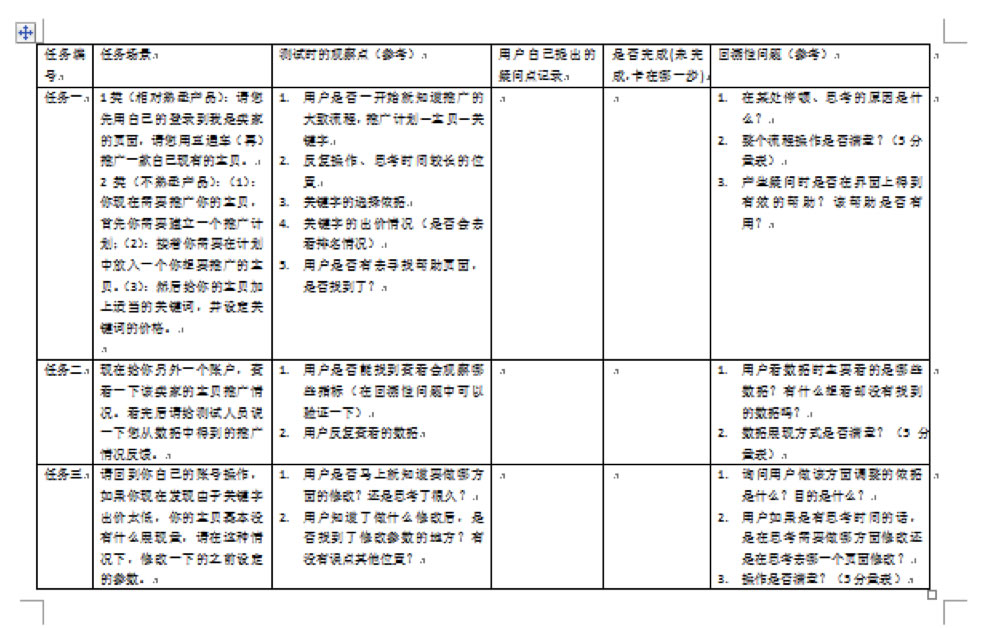 任务编号
任务场景
测试时的观察点（参考）
用户自己提出的疑问点记录
是否完成(未完成,卡在哪一步)
回溯性问题（参考）
任务一
1类（相对熟悉产品）：请您
先用自己的登录到我是卖家
的页面，请您用直通车（再）
推广一款自己现有的宝贝。
2 类（不熟悉产品）：（1）：
你现在需要推广你的宝贝，
首先你需要建立一个推广计
划；（2）：接着你需要在计划
中放入一个你想要推广的宝
贝。（3）：然后给你的宝贝加
上适当的关键词，并设定关
键词的价格。
1. 用户是否一开始就知道推广的
大致流程，推广计划—宝贝—关
键字
2. 反复操作、思考时间较长的位
置
3. 关键字的选择依据
4. 关键字的出价情况（是否会去
看排名情况）
5. 用户是否有去寻找帮助页面，
是否找到了？
1. 在某处停顿、思考的原因是什
么？
2. 整个流程操作是否满意？（5分
量表）
3. 产生疑问时是否在界面上得到
有效的帮助？该帮助是否有
用？
任务二
现在给你另外一个账户，查
看一下该卖家的宝贝推广情
况。看完后请给测试人员说
一下您从数据中得到的推广
情况反馈。
1. 用户是否能找到查看会观察哪
些指标（在回溯性问题中可以
验证一下）
2. 用户反复查看的数据
1. 用户看数据时主要看的是哪些
数据？有什么想看却没有找到
的数据吗？
2. 数据展现方式是否满意？（5 分
量表）
任务三
请回到你自己的账号操作，
如果你现在发现由于关键字
出价太低，你的宝贝基本没
有什么展现量，请在这种情
况下，修改一下的之前设定
的参数。
1. 用户是否马上就知道要做哪方
面的修改？还是思考了很久？
2. 用户知道了做什么修改后，是
否找到了修改参数的地方？有
没有误点其他位置？
1. 询问用户做该方面调整的依据
是什么？目的是什么？
2. 用户如果是有思考时间的话，
是在思考需要做哪方面修改还
是在思考去哪一个页面修改？
3. 操作是否满意？（5分量表）